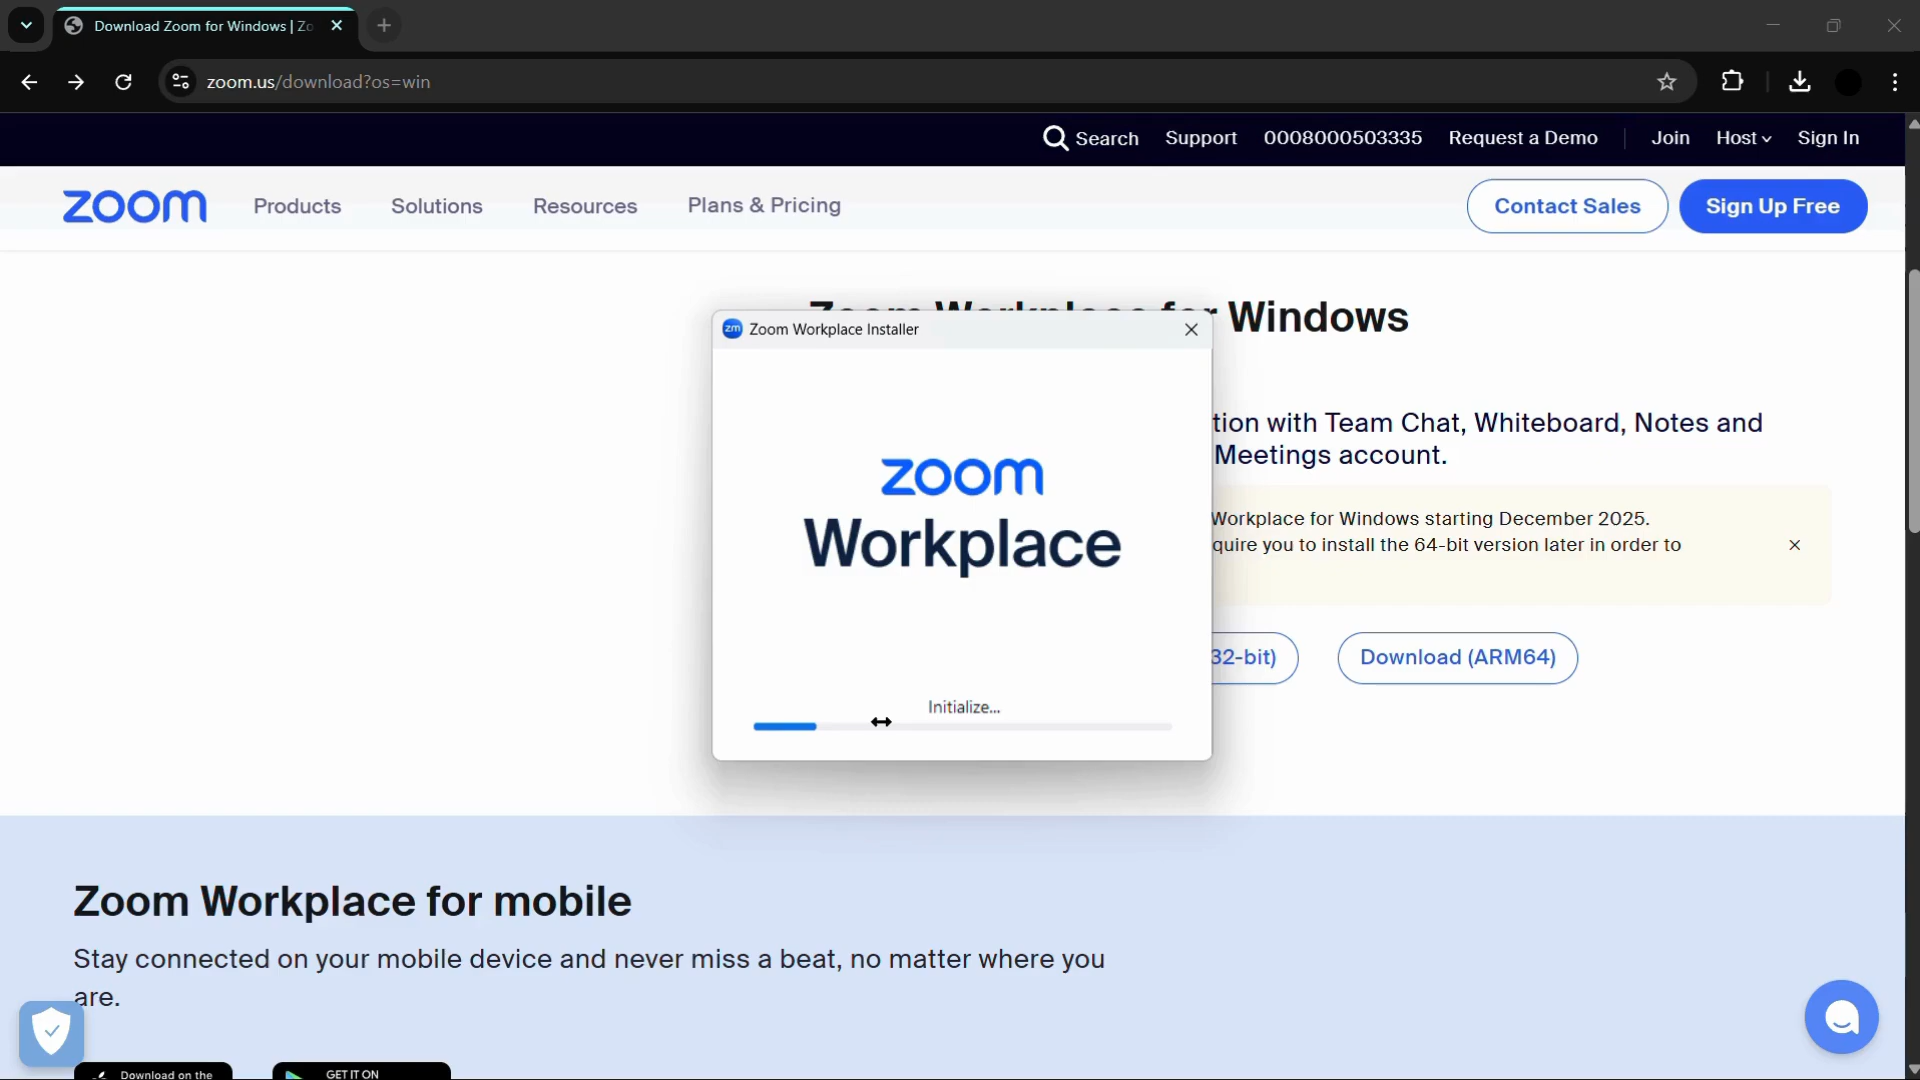 Download Zoom for Windows | Zo
zoom.us/download?os=win
Search Support 0008000503335 Request a Demo Join Host Sign In
zoom Products Solutions Resources Plans & Pricing Contact Sales Sign Up Free
Zoom Workplace for Windows
zm Zoom Workplace Installer
tion with Team Chat, Whiteboard, Notes and
Meetings account.
zoom
Workplace
Workplace for Windows starting December 2025.
quire you to install the 64-bit version later in order to
32-bit) Download (ARM64)
Initialize...
Zoom Workplace for mobile
Stay connected on your mobile device and never miss a beat, no matter where you
are.
Download on the GET IT ON